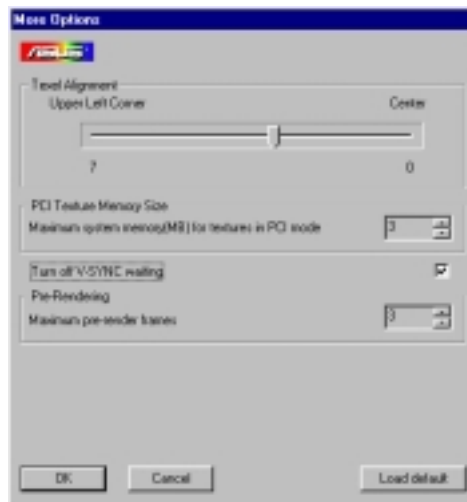 More Options
ASUS
Texel Alignment
Upper Left Corner Center
7 0
PCI Texture Memory Size
Maximum system memory(MB) for textures in PCI mode 3
Turn off V-SYNC waiting
Pre-Rendering
Maximum pre-render frames 3
OK Cancel Load default